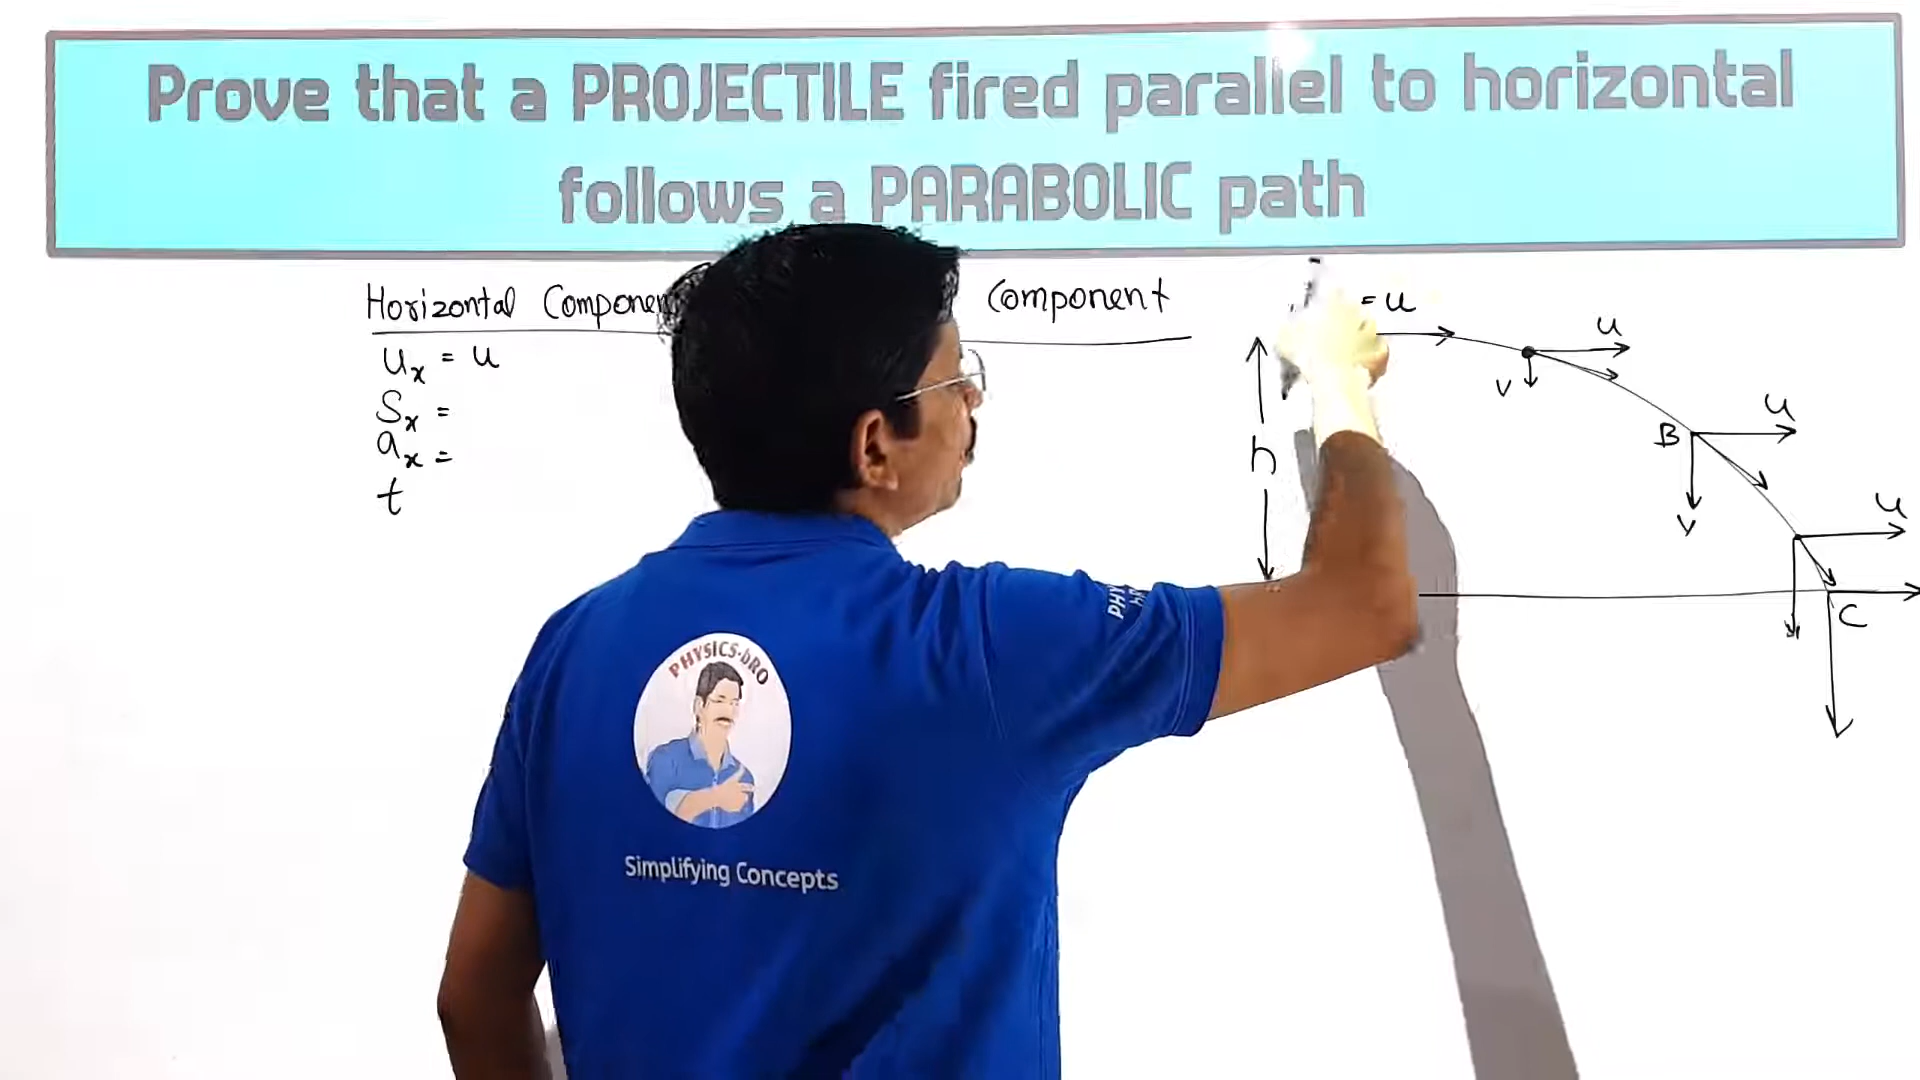 Prove that a PROJECTILE fired parallel to horizontal
follows a PARABOLIC path
Horizontal Component
Component
= u
u
u
u
ux = u
Sx =
ax =
t
v
B
v
h
C
PHYSICS-bRO
Simplifying Concepts